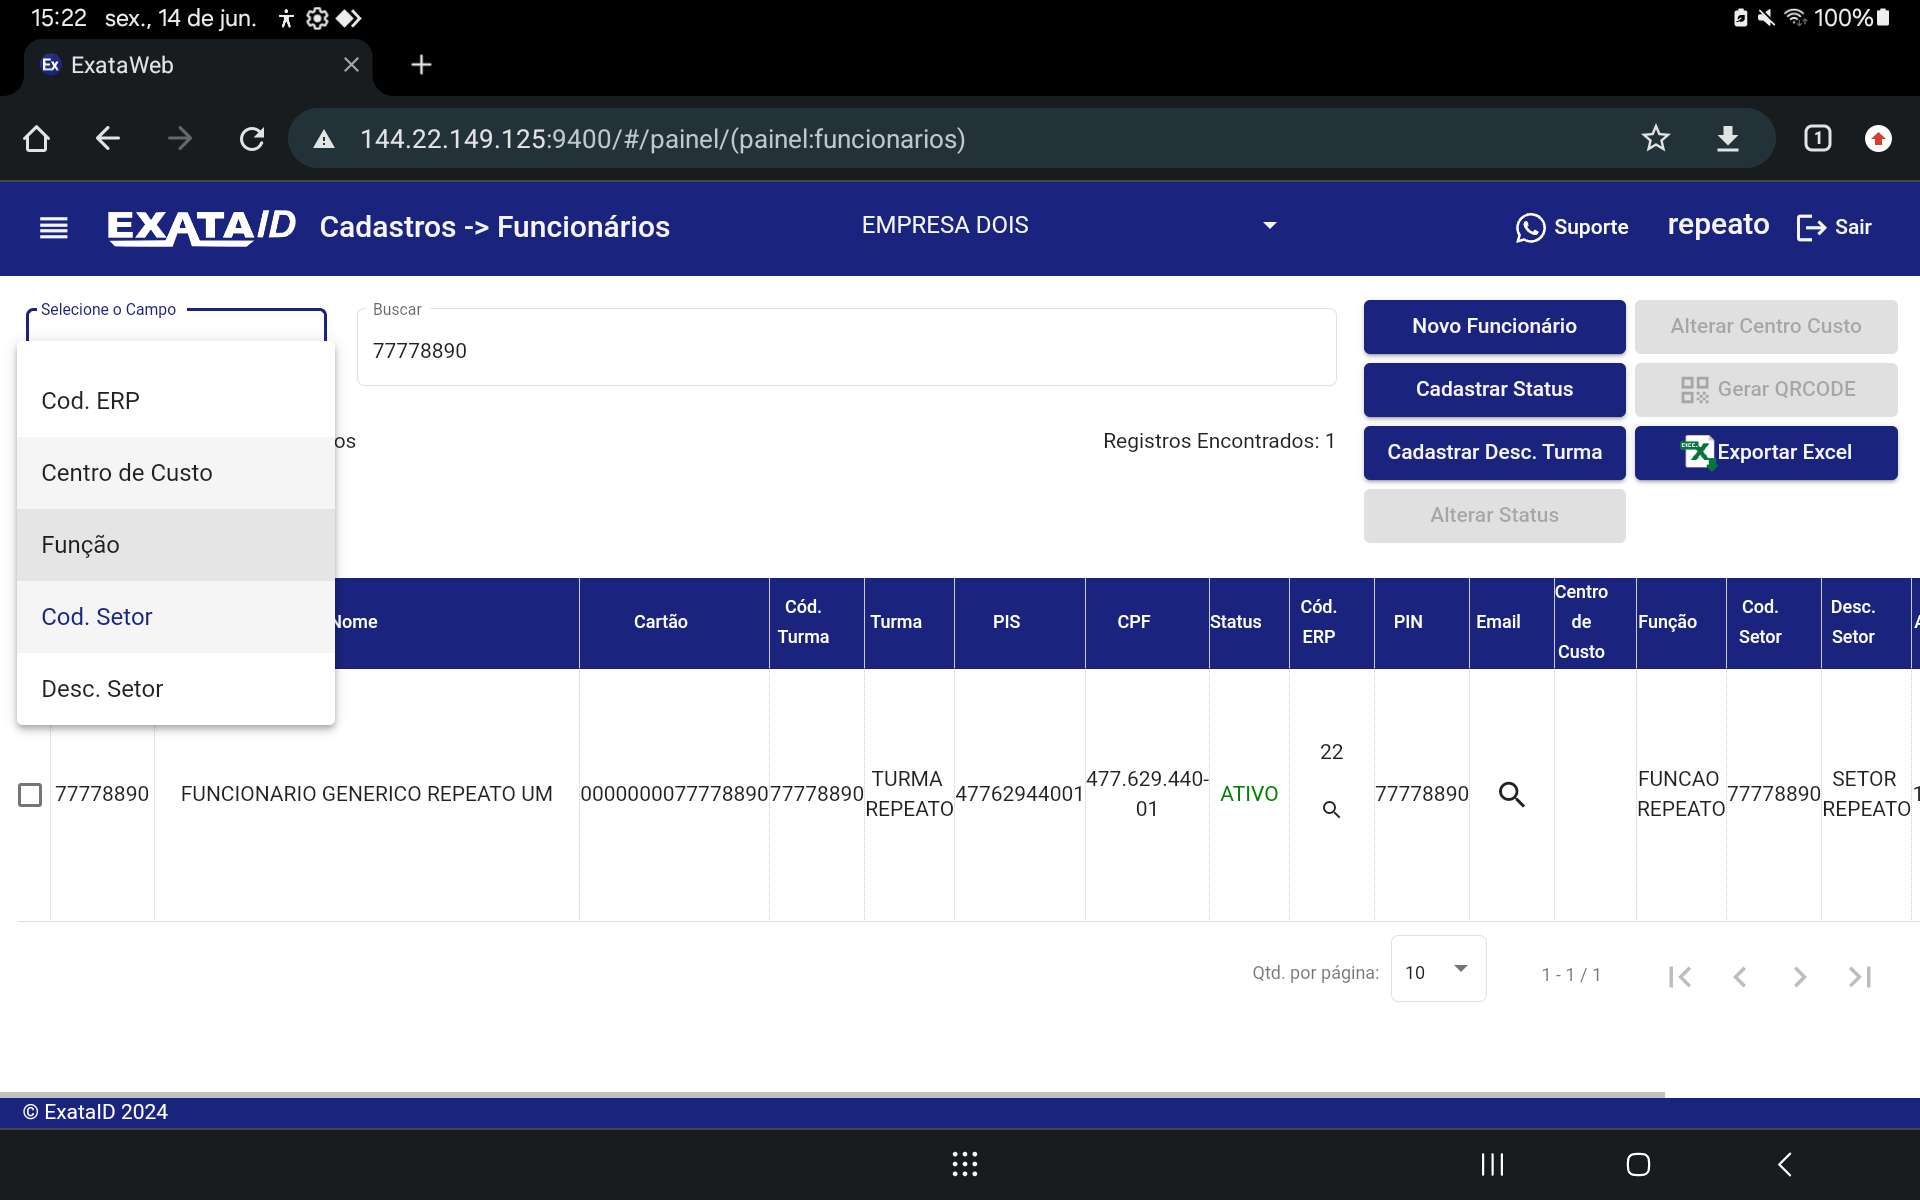 15:22 sex., 14 de jun. 100%
Ex ExataWeb
144.22.149.125:9400/#/painel/(painel:funcionarios) 1
EXATAID Cadastros -> Funcionários EMPRESA DOIS Suporte repeato Sair
Selecione o Campo
Buscar
77778890
Cod. ERP
Centro de Custo
Função
Cod. Setor
Desc. Setor
os
Registros Encontrados: 1
Novo Funcionário
Alterar Centro Custo
Cadastrar Status
Gerar QRCODE
Cadastrar Desc. Turma
Exportar Excel
Alterar Status
Nome
Cartão
Cód.
Turma
Turma
PIS
CPF
Status
Cód.
ERP
PIN
Email
Centro
de
Custo
Função
Cod.
Setor
Desc.
Setor
77778890
FUNCIONARIO GENERICO REPEATO UM
0000000077778890
77778890
TURMA
REPEATO
47762944001
477.629.440-
01
ATIVO
22
77778890
FUNCAO
REPEATO
77778890
SETOR
REPEATO
Qtd. por página: 10 1 - 1 / 1
© ExataID 2024